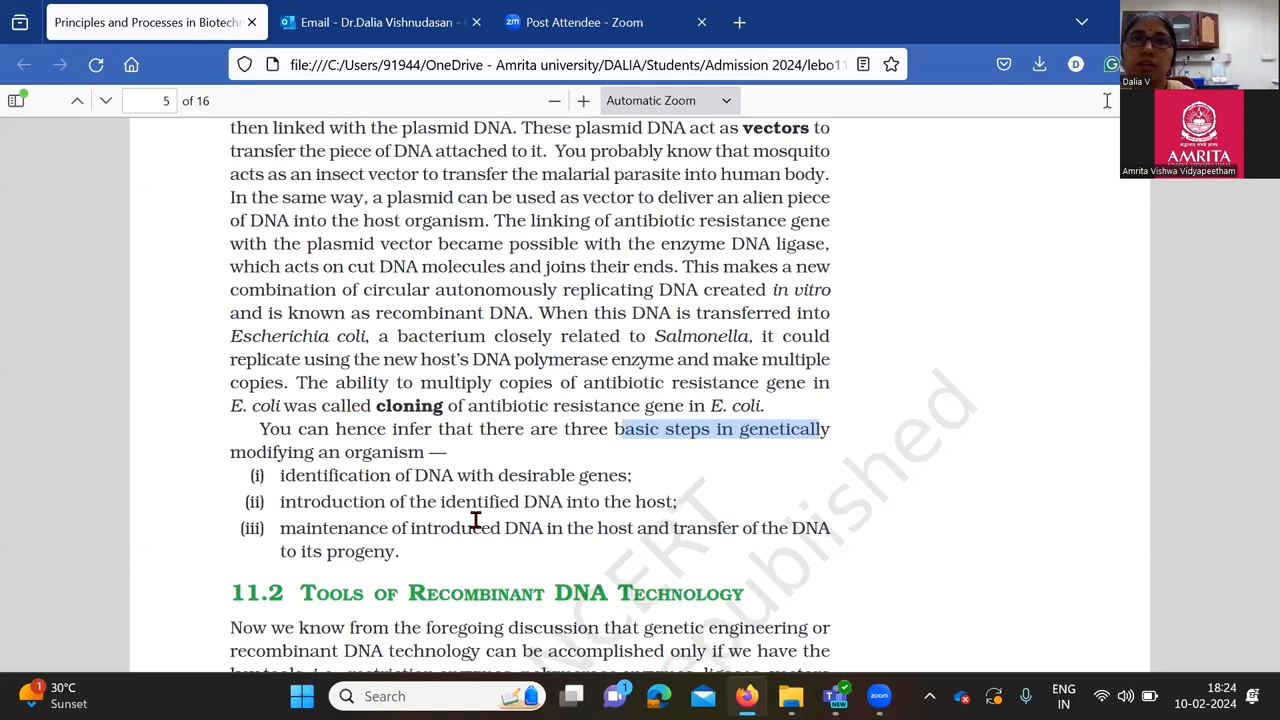 Principles and Processes in Biotechn
Email - Dr.Dalia Vishnudasan -
Post Attendee - Zoom
file:///C:/Users/91944/OneDrive - Amrita university/DALIA/Students/Admission 2024/lebo11
D
Dalia V
5 of 16
Automatic Zoom
AMRITA
Amrita Vishwa Vidyapeetham
then linked with the plasmid DNA. These plasmid DNA act as vectors to
transfer the piece of DNA attached to it. You probably know that mosquito
acts as an insect vector to transfer the malarial parasite into human body.
In the same way, a plasmid can be used as vector to deliver an alien piece
of DNA into the host organism. The linking of antibiotic resistance gene
with the plasmid vector became possible with the enzyme DNA ligase,
which acts on cut DNA molecules and joins their ends. This makes a new
combination of circular autonomously replicating DNA created in vitro
and is known as recombinant DNA. When this DNA is transferred into
Escherichia coli, a bacterium closely related to Salmonella, it could
replicate using the new host's DNA polymerase enzyme and make multiple
copies. The ability to multiply copies of antibiotic resistance gene in
E. coli was called cloning of antibiotic resistance gene in E. coli.
You can hence infer that there are three basic steps in genetically
modifying an organism —
(i) identification of DNA with desirable genes;
(ii) introduction of the identified DNA into the host;
(iii) maintenance of introduced DNA in the host and transfer of the DNA
to its progeny.
11.2 Tools of Recombinant DNA Technology
Now we know from the foregoing discussion that genetic engineering or
recombinant DNA technology can be accomplished only if we have the
NCERT
republished
1
30°C
Sunset
Search
1
NEW
zoom
ENG
IN
18:24
10-02-2024